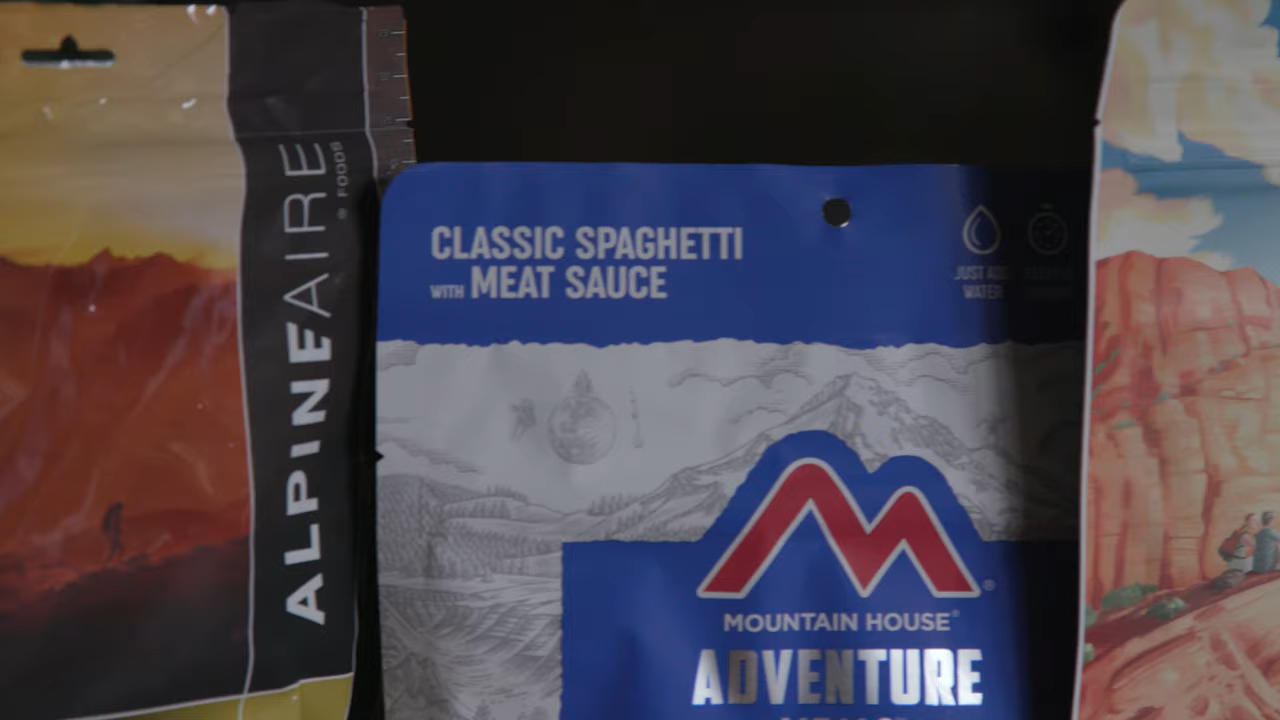 ALPINEAIRE
® FOODS
CLASSIC SPAGHETTI
WITH MEAT SAUCE
JUST ADD
WATER
MOUNTAIN HOUSE®
ADVENTURE